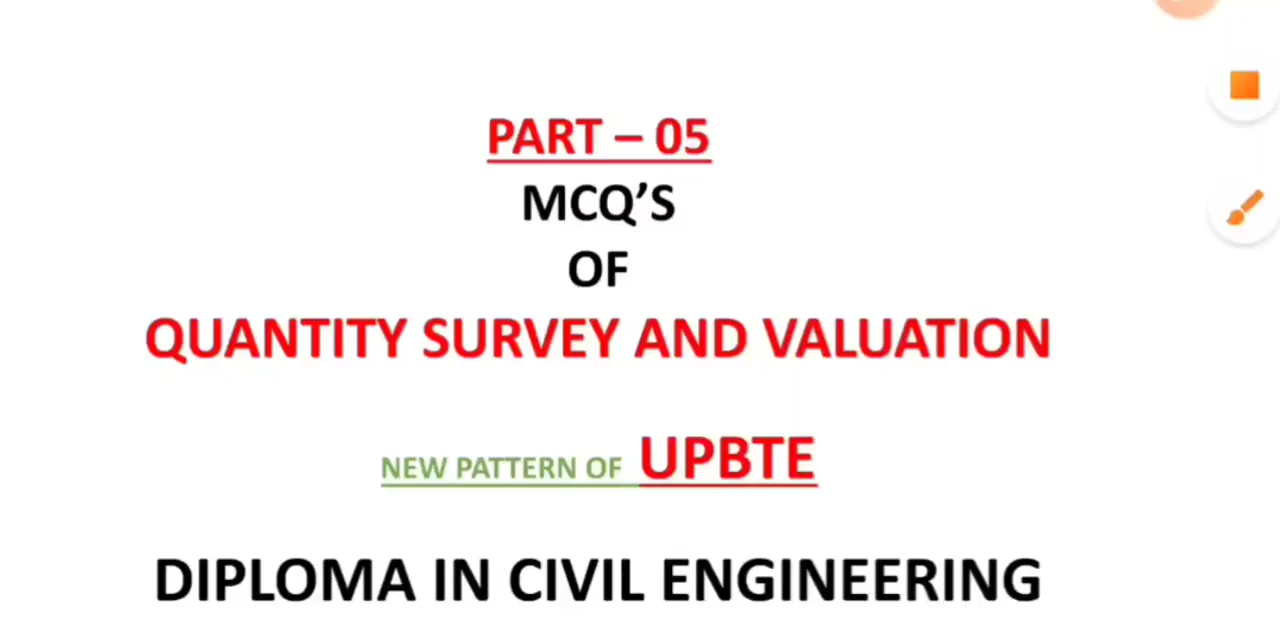 PART – 05
MCQ’S
OF
QUANTITY SURVEY AND VALUATION
NEW PATTERN OF UPBTE
DIPLOMA IN CIVIL ENGINEERING